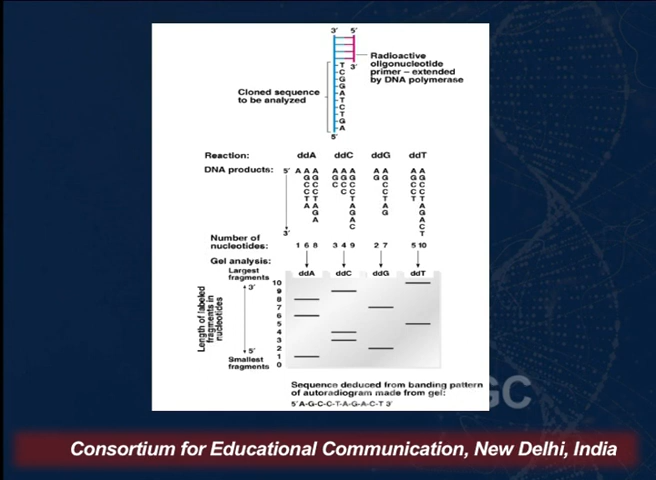 3' 5'
Radioactive
oligonucleotide
primer – extended
by DNA polymerase
3'
Cloned sequence
to be analyzed
T
C
G
G
A
T
C
T
G
A
5'
Reaction: ddA ddC ddG ddT
DNA products: 5' A A A A A A A A A A
G G G G G G G G G
C C C C C C C C
C C C C C C C
T T T T T T
A A A A A
G G G G
A A A
C C
T
3'
Number of
nucleotides: 1 6 8 3 4 9 2 7 5 10
Gel analysis:
Largest
fragments
ddA ddC ddG ddT
3'
Length of labeled
fragments in
nucleotides
10
9
8
7
6
5
4
3
2
1
0
5'
Smallest
fragments
Sequence deduced from banding pattern
of autoradiogram made from gel:
5' A-G-C-C-T-A-G-A-C-T 3'
GC
Consortium for Educational Communication, New Delhi, India